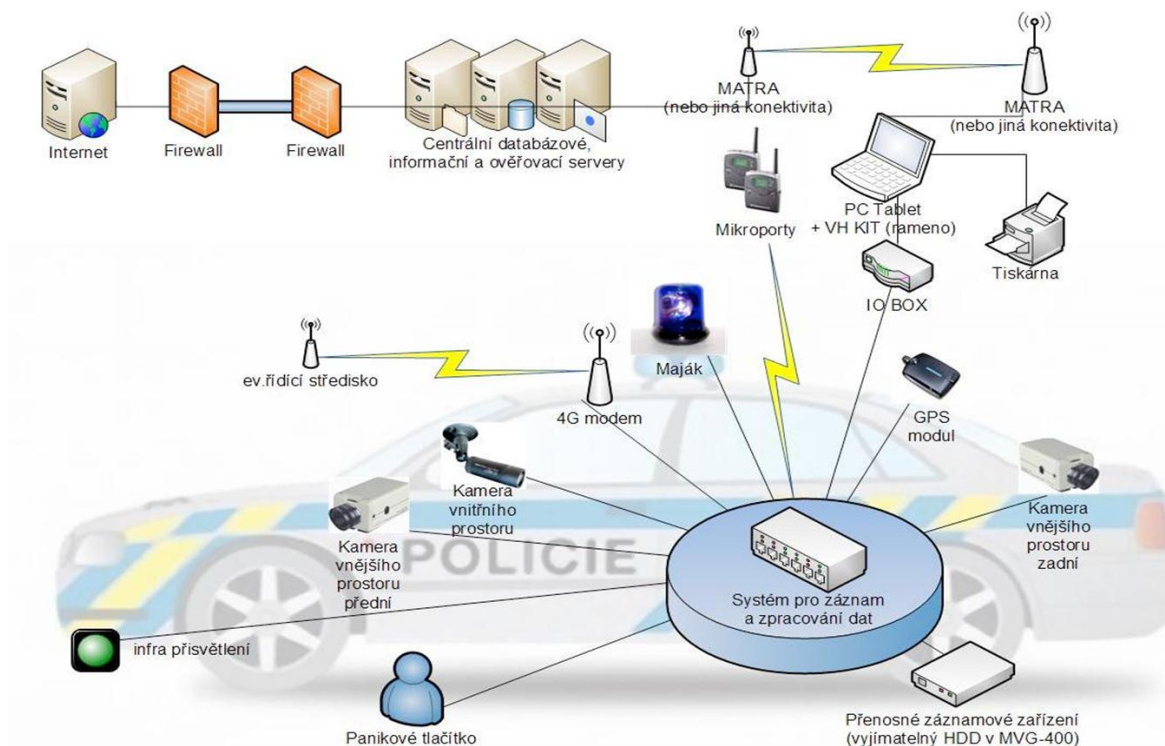 MATRA
(nebo jiná konektivita)
MATRA
(nebo jiná konektivita)
Internet
Firewall
Firewall
Centrální databázové,
informační a ověřovací servery
Mikroporty
PC Tablet
+ VH KIT (rameno)
Tiskárna
IO BOX
ev.řídící středisko
4G modem
Maják
GPS
modul
Kamera
vnitřního
prostoru
Kamera
vnějšího
prostoru
přední
Kamera
vnějšího
prostoru
zadní
POLICIE
Systém pro záznam
a zpracování dat
infra přisvětlení
Panikové tlačítko
Přenosné záznamové zařízení
(vyjímatelný HDD v MVG-400)